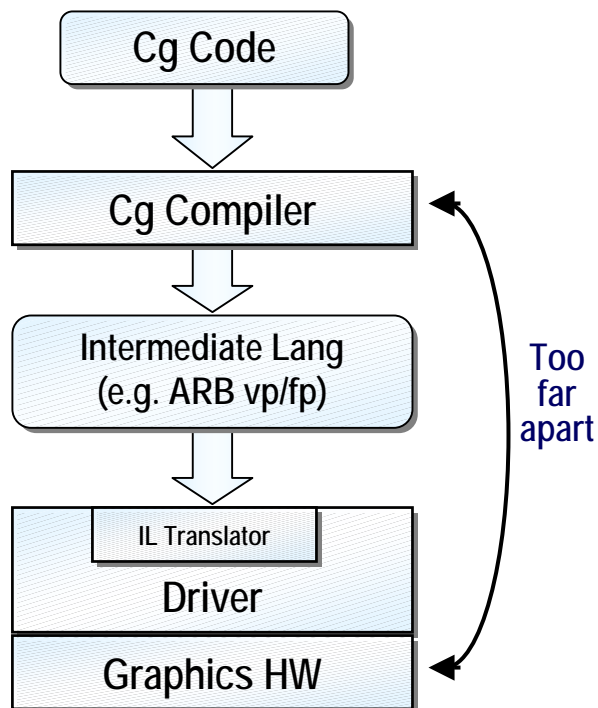 Cg Code
Cg Compiler
Intermediate Lang
(e.g. ARB vp/fp)
Too
far
apart
IL Translator
Driver
Graphics HW